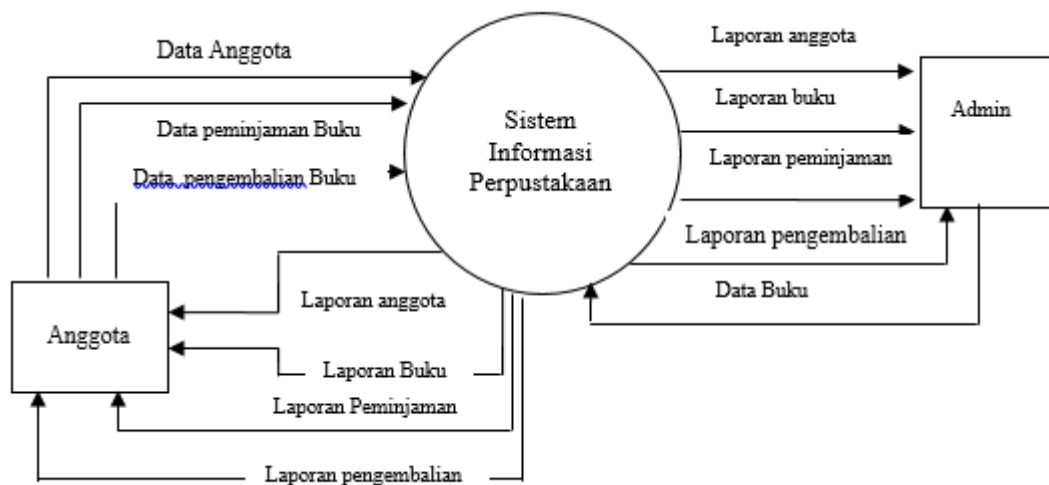 Data Anggota
Data peminjaman Buku
Data pengembalian Buku
Sistem
Informasi
Perpustakaan
Laporan anggota
Laporan buku
Laporan peminjaman
Laporan pengembalian
Data Buku
Admin
Anggota
Laporan anggota
Laporan Buku
Laporan Peminjaman
Laporan pengembalian